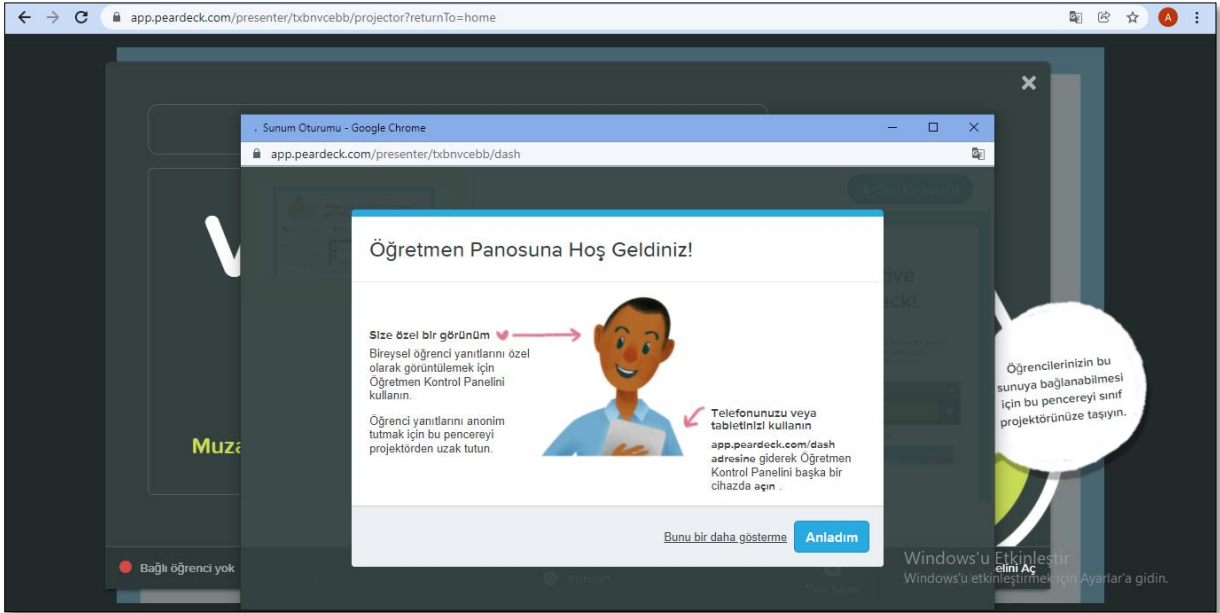 app.peardeck.com/presenter/txbnvcebb/projector?returnTo=home
A
Sunum Oturumu - Google Chrome
app.peardeck.com/presenter/txbnvcebb/dash
Öğretmen Panosuna Hoş Geldiniz!
Size özel bir görünüm
Bireysel öğrenci yanıtlarını özel
olarak görüntülemek için
Öğretmen Kontrol Panelini
kullanın.
Öğrenci yanıtlarını anonim
tutmak için bu pencereyi
projektörden uzak tutun.
Telefonunuzu veya
tabletinizi kullanın
app.peardeck.com/dash
adresine giderek Öğretmen
Kontrol Panelini başka bir
cihazda açın .
Bunu bir daha gösterme
Anladım
Öğrencilerinizin bu
sunuya bağlanabilmesi
için bu pencereyi sınıf
projektörünüze taşıyın.
Muza
Bağlı öğrenci yok
elini Aç
Windows'u Etkinleştir
Windows'u etkinleştirmek için Ayarlar'a gidin.